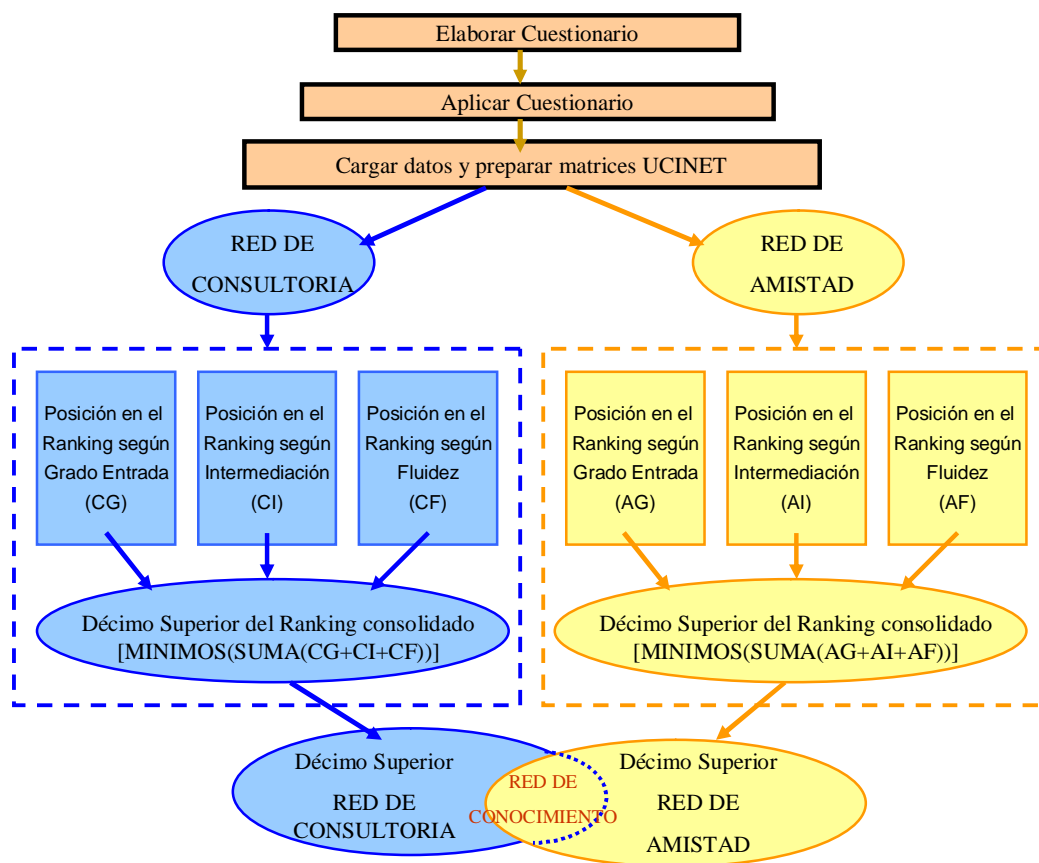 Elaborar Cuestionario
Aplicar Cuestionario
Cargar datos y preparar matrices UCINET
RED DE
CONSULTORIA
RED DE
AMISTAD
Posición en el
Ranking según
Grado Entrada
(CG)
Posición en el
Ranking según
Intermediación
(CI)
Posición en el
Ranking según
Fluidez
(CF)
Posición en el
Ranking según
Grado Entrada
(AG)
Posición en el
Ranking según
Intermediación
(AI)
Posición en el
Ranking según
Fluidez
(AF)
Décimo Superior del Ranking consolidado
[MINIMOS(SUMA(CG+CI+CF))]
Décimo Superior del Ranking consolidado
[MINIMOS(SUMA(AG+AI+AF))]
Décimo Superior
RED DE
CONSULTORIA
RED DE
CONOCIMIENTO
Décimo Superior
RED DE
AMISTAD